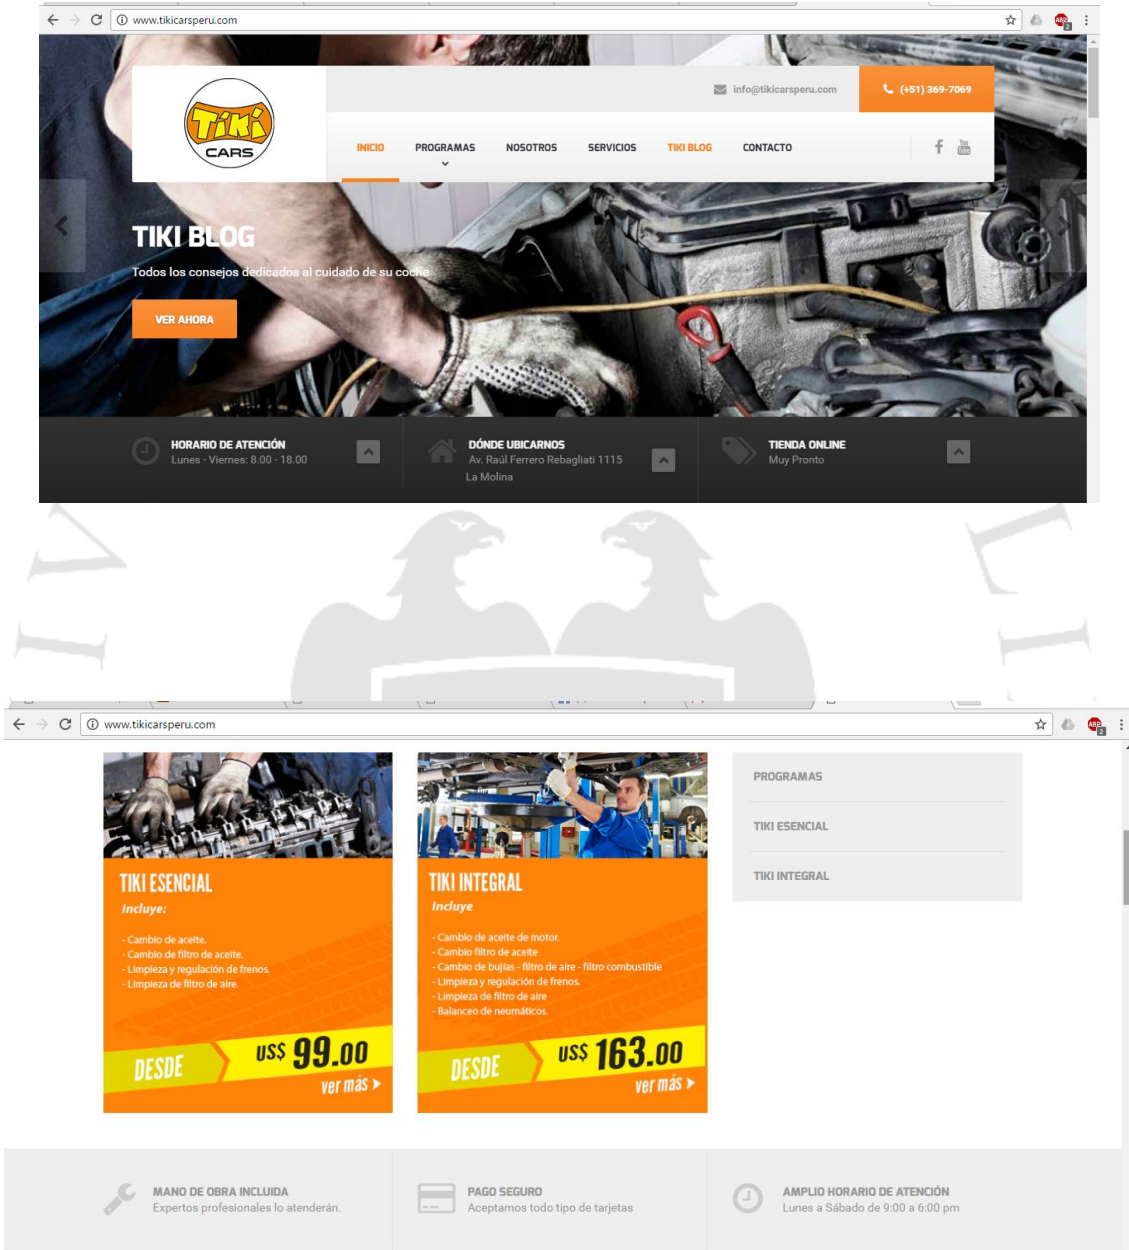 www.tikicarsperu.com
2
info@tikicarsperu.com
(+51) 369-7069
Tiki
CARS
INICIO
PROGRAMAS
NOSOTROS
SERVICIOS
TIKI BLOG
CONTACTO
You
Tube
TIKI BLOG
Todos los consejos dedicados al cuidado de su coche
VER AHORA
HORARIO DE ATENCIÓN
Lunes - Viernes: 8.00 - 18.00
DÓNDE UBICARNOS
Av. Raúl Ferrero Rebagliati 1115
La Molina
TIENDA ONLINE
Muy Pronto
www.tikicarsperu.com
ABP
2
TIKI ESENCIAL
Incluye:
- Cambio de aceite.
- Cambio de filtro de aceite.
- Limpieza y regulación de frenos.
- Limpieza de filtro de aire.
DESDE
US$ 99.00
ver más
TIKI INTEGRAL
Incluye
- Cambio de aceite de motor.
- Cambio filtro de aceite
- Cambio de bujías - filtro de aire - filtro combustible
- Limpieza y regulación de frenos.
- Limpieza de filtro de aire
- Balanceo de neumáticos.
DESDE
US$ 163.00
ver más
PROGRAMAS
TIKI ESENCIAL
TIKI INTEGRAL
MANO DE OBRA INCLUIDA
Expertos profesionales lo atenderán.
PAGO SEGURO
Aceptamos todo tipo de tarjetas
AMPLIO HORARIO DE ATENCIÓN
Lunes a Sábado de 9:00 a 6:00 pm